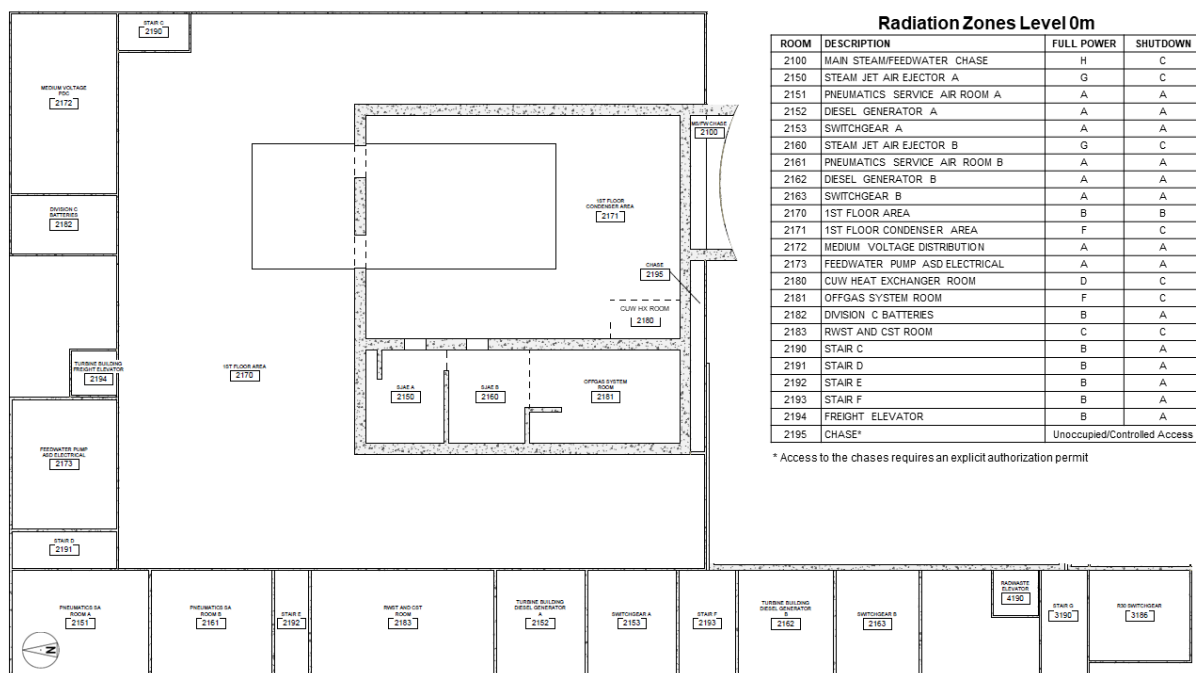 Radiation Zones Level 0m
ROOM DESCRIPTION FULL POWER SHUTDOWN
2100 MAIN STEAM/FEEDWATER CHASE H C
2150 STEAM JET AIR EJECTOR A G C
2151 PNEUMATICS SERVICE AIR ROOM A A A
2152 DIESEL GENERATOR A A A
2153 SWITCHGEAR A A A
2160 STEAM JET AIR EJECTOR B G C
2161 PNEUMATICS SERVICE AIR ROOM B A A
2162 DIESEL GENERATOR B A A
2163 SWITCHGEAR B A A
2170 1ST FLOOR AREA B B
2171 1ST FLOOR CONDENSER AREA F C
2172 MEDIUM VOLTAGE DISTRIBUTION A A
2173 FEEDWATER PUMP ASD ELECTRICAL A A
2180 CUW HEAT EXCHANGER ROOM D C
2181 OFFGAS SYSTEM ROOM F C
2182 DIVISION C BATTERIES B A
2183 RWST AND CST ROOM C C
2190 STAIR C B A
2191 STAIR D B A
2192 STAIR E B A
2193 STAIR F B A
2194 FREIGHT ELEVATOR B A
2195 CHASE* Unoccupied/Controlled Access
* Access to the chases requires an explicit authorization permit
STAIR C
2190
MEDIUM VOLTAGE
PDC
2172
MS/FW CHASE
2100
DIVISION C
BATTERIES
2182
1ST FLOOR
CONDENSER AREA
2171
CHASE
2195
CUW HX ROOM
2180
TURBINE BUILDING
FREIGHT ELEVATOR
2194
1ST FLOOR AREA
2170
SJAE A
2150
SJAE B
2160
OFFGAS SYSTEM
ROOM
2181
FEEDWATER PUMP
ASD ELECTRICAL
2173
STAIR D
2191
PNEUMATICS SA
ROOM A
2151
PNEUMATICS SA
ROOM B
2161
STAIR E
2192
RWST AND CST
ROOM
2183
TURBINE BUILDING
DIESEL GENERATOR
A
2152
SWITCHGEAR A
2153
STAIR F
2193
TURBINE BUILDING
DIESEL GENERATOR
B
2162
SWITCHGEAR B
2163
RADWASTE
ELEVATOR
4190
STAIR G
3190
R30 SWITCHGEAR
3186
N